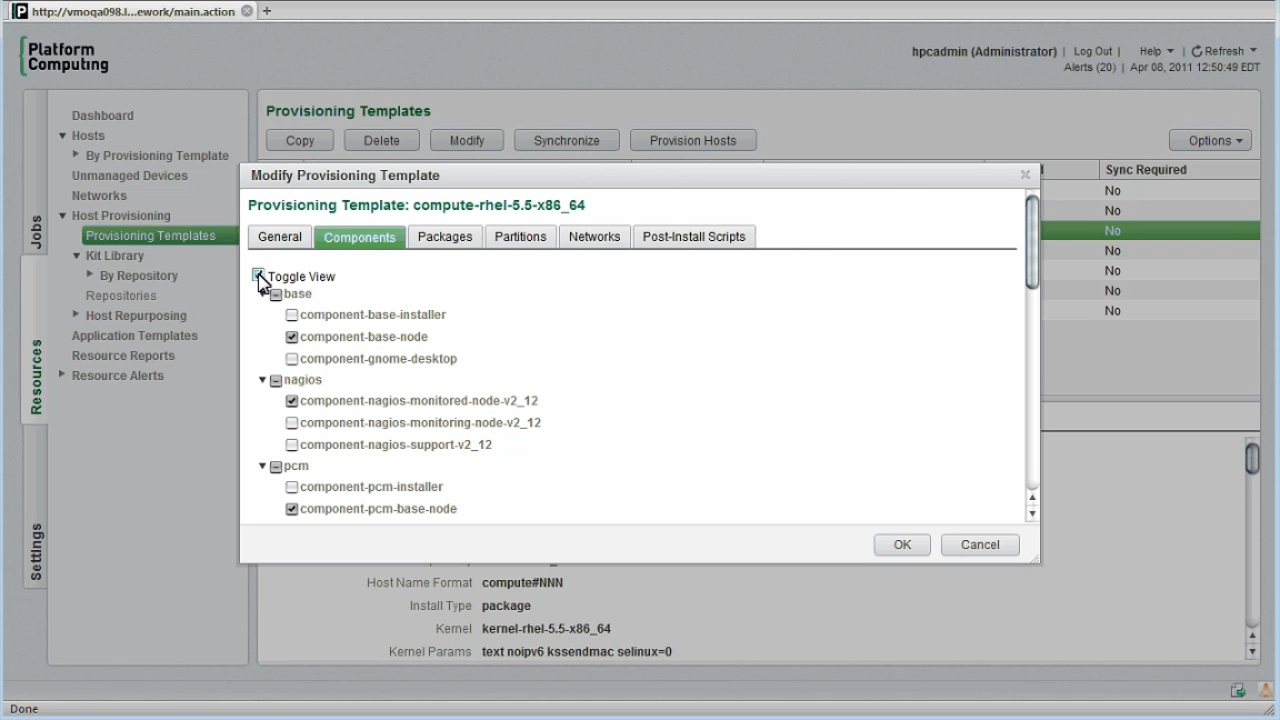 http://vmoqa098.l...ework/main.action
Platform
Computing
hpcadmin (Administrator) | Log Out | Help | Refresh
Alerts (20) | Apr 08, 2011 12:50:49 EDT
Jobs
Resources
Settings
Dashboard
Hosts
By Provisioning Template
Unmanaged Devices
Networks
Host Provisioning
Provisioning Templates
Kit Library
By Repository
Repositories
Host Repurposing
Application Templates
Resource Reports
Resource Alerts
Provisioning Templates
Copy Delete Modify Synchronize Provision Hosts Options
Sync Required
No
No
No
No
No
No
No
Modify Provisioning Template
Provisioning Template: compute-rhel-5.5-x86_64
General Components Packages Partitions Networks Post-Install Scripts
Toggle View
base
component-base-installer
component-base-node
component-gnome-desktop
nagios
component-nagios-monitored-node-v2_12
component-nagios-monitoring-node-v2_12
component-nagios-support-v2_12
pcm
component-pcm-installer
component-pcm-base-node
OK Cancel
Host Name Format compute#NNN
Install Type package
Kernel kernel-rhel-5.5-x86_64
Kernel Params text noipv6 kssendmac selinux=0
Done